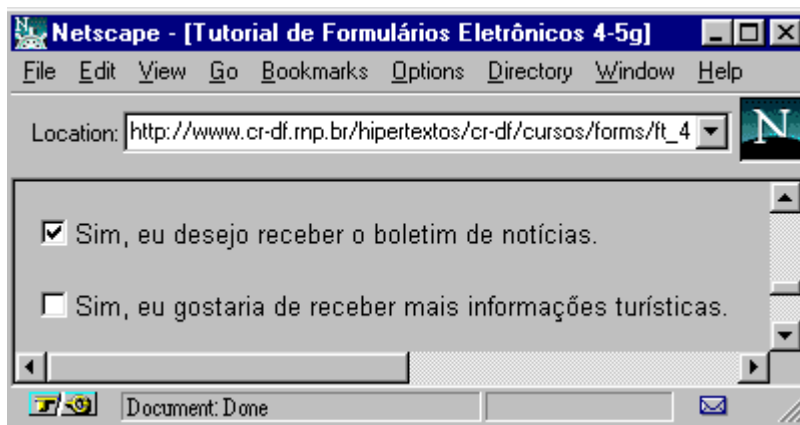 Netscape - [Tutorial de Formulários Eletrônicos 4-5g]
File Edit View Go Bookmarks Options Directory Window Help
Location: http://www.cr-df.rnp.br/hipertextos/cr-df/cursos/forms/ft_4
N
Sim, eu desejo receber o boletim de notícias.
Sim, eu gostaria de receber mais informações turísticas.
Document: Done